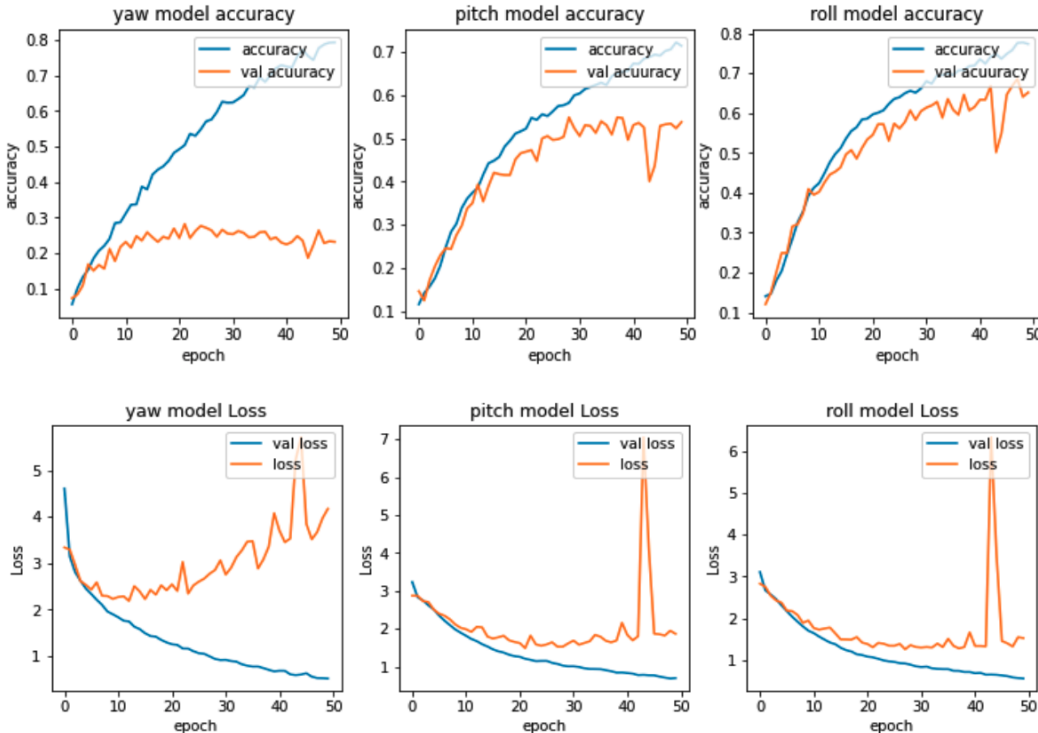 yaw model accuracy
0.8
0.7
0.6
0.5
0.4
0.3
0.2
0.1
accuracy
accuracy
val acuuracy
0 10 20 30 40 50
epoch
pitch model accuracy
0.7
0.6
0.5
0.4
0.3
0.2
0.1
accuracy
accuracy
val acuuracy
0 10 20 30 40 50
epoch
roll model accuracy
0.8
0.7
0.6
0.5
0.4
0.3
0.2
0.1
accuracy
accuracy
val acuuracy
0 10 20 30 40 50
epoch
yaw model Loss
5
4
3
2
1
Loss
val loss
loss
0 10 20 30 40 50
epoch
pitch model Loss
7
6
5
4
3
2
1
Loss
val loss
loss
0 10 20 30 40 50
epoch
roll model Loss
6
5
4
3
2
1
Loss
val loss
loss
0 10 20 30 40 50
epoch